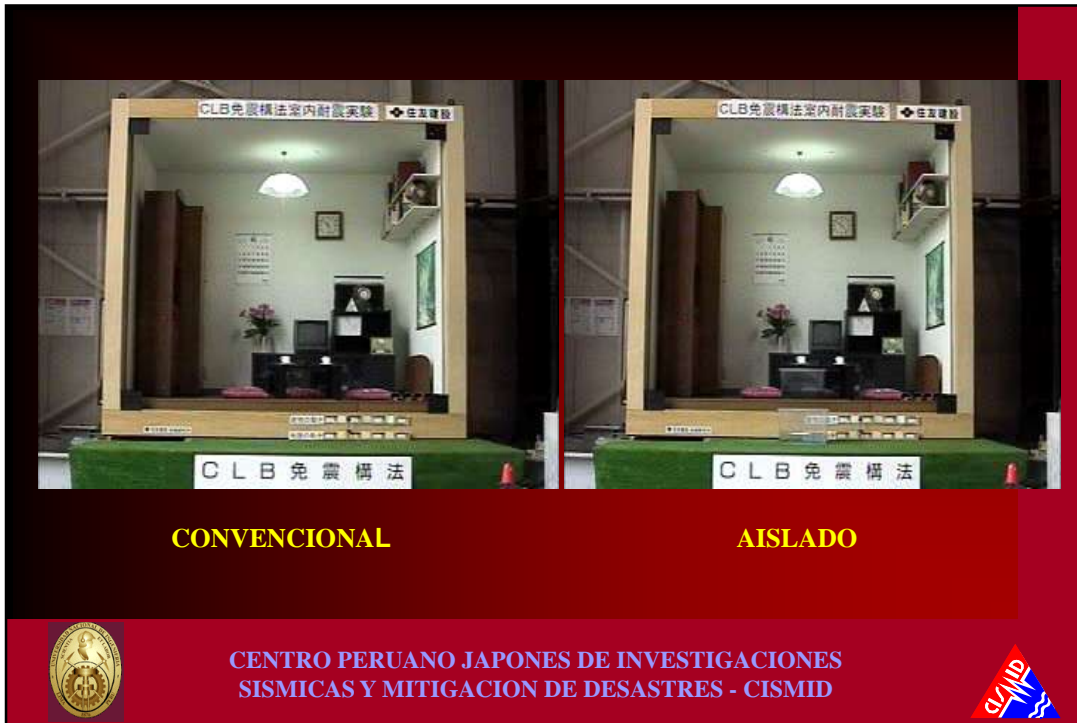 CLB免震構法室内耐震実験 住友建設
CLB免震構法室内耐震実験 住友建設
CLB免震構法
CLB免震構法
CONVENCIONAL
AISLADO
CENTRO PERUANO JAPONES DE INVESTIGACIONES
SISMICAS Y MITIGACION DE DESASTRES - CISMID
CISMID